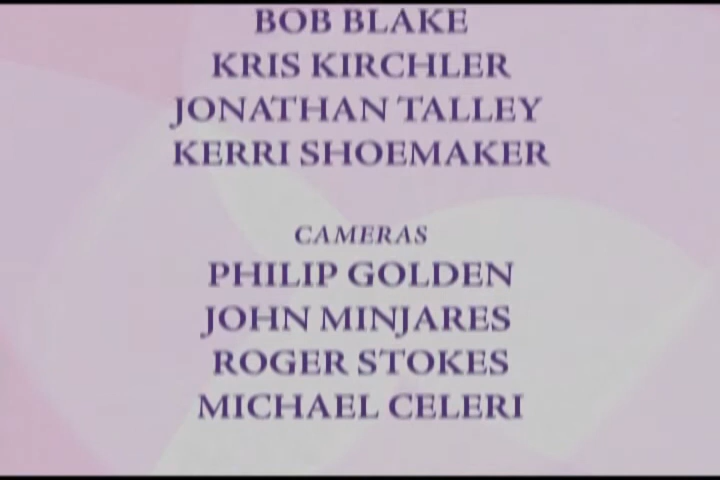 BOB BLAKE
KRIS KIRCHLER
JONATHAN TALLEY
KERRI SHOEMAKER
CAMERAS
PHILIP GOLDEN
JOHN MINJARES
ROGER STOKES
MICHAEL CELERI